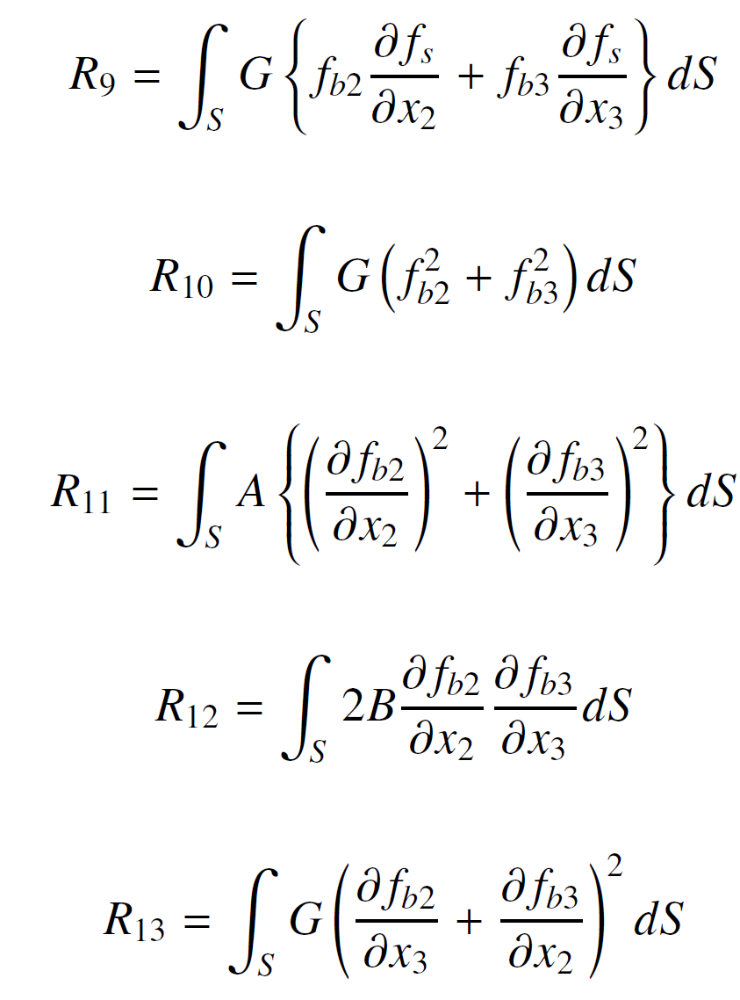 R_9 = \int_S G \left\{ f_{b2} \frac{\partial f_s}{\partial x_2} + f_{b3} \frac{\partial f_s}{\partial x_3} \right\} dS
R_{10} = \int_S G \left( f_{b2}^2 + f_{b3}^2 \right) dS
R_{11} = \int_S A \left\{ \left( \frac{\partial f_{b2}}{\partial x_2} \right)^2 + \left( \frac{\partial f_{b3}}{\partial x_3} \right)^2 \right\} dS
R_{12} = \int_S 2B \frac{\partial f_{b2}}{\partial x_2} \frac{\partial f_{b3}}{\partial x_3} dS
R_{13} = \int_S G \left( \frac{\partial f_{b2}}{\partial x_3} + \frac{\partial f_{b3}}{\partial x_2} \right)^2 dS